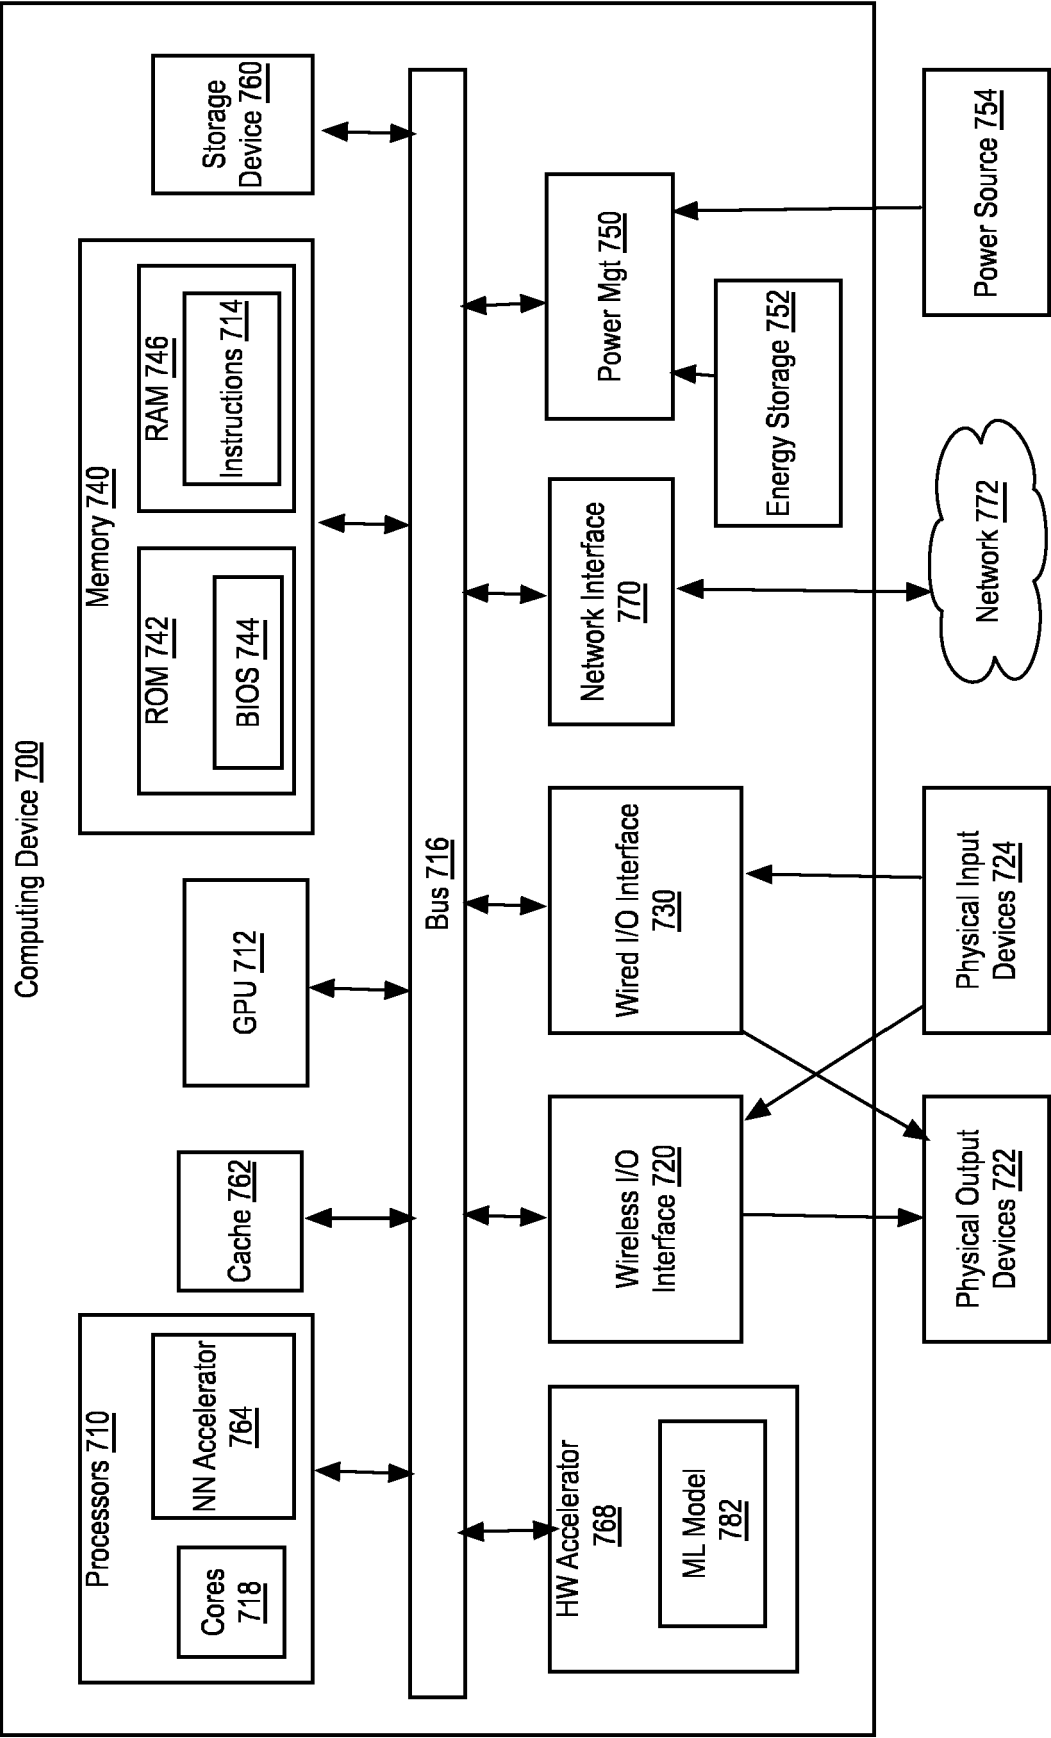 Computing Device 700
Processors 710
Cores
718
NN Accelerator
764
Cache 762
GPU 712
Memory 740
ROM 742
BIOS 744
RAM 746
Instructions 714
Storage
Device 760
Bus 716
HW Accelerator
768
ML Model
782
Wireless I/O
Interface 720
Wired I/O Interface
730
Network Interface
770
Power Mgt 750
Energy Storage 752
Physical Output
Devices 722
Physical Input
Devices 724
Network 772
Power Source 754